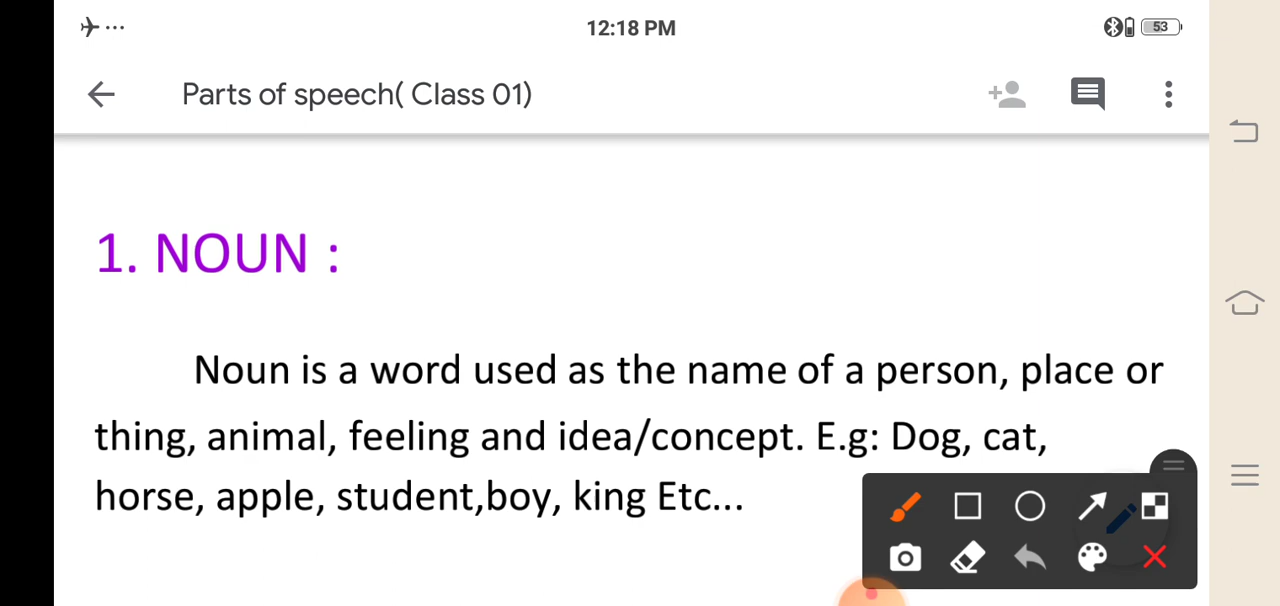 12:18 PM
53
Parts of speech( Class 01)
1. NOUN :
Noun is a word used as the name of a person, place or
thing, animal, feeling and idea/concept. E.g: Dog, cat,
horse, apple, student,boy, king Etc...